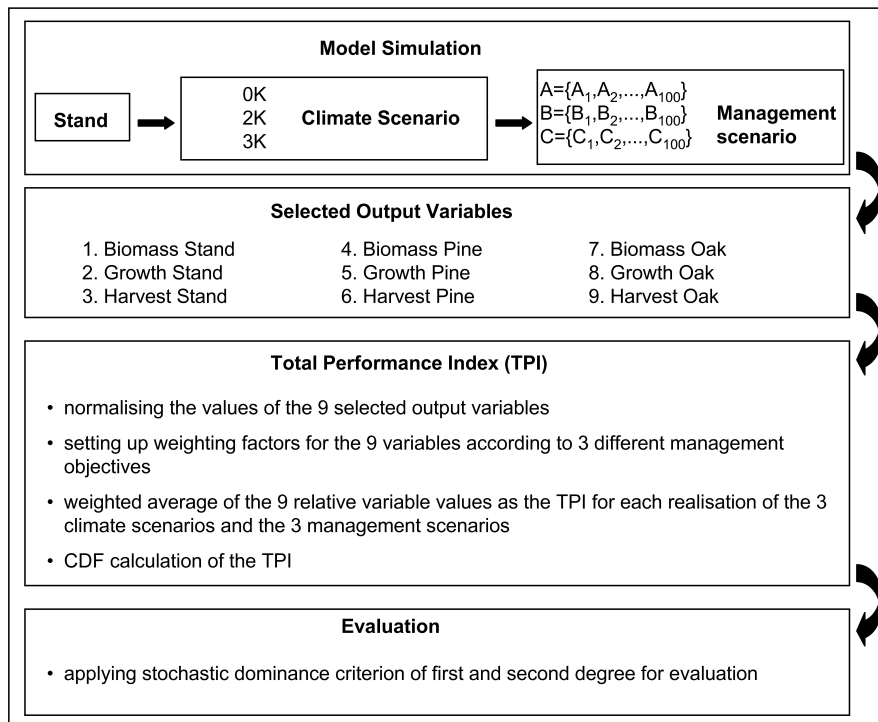 Model Simulation
Stand
0K
2K
3K
Climate Scenario
A={A1,A2,...,A100}
B={B1,B2,...,B100}
C={C1,C2,...,C100}
Management
scenario
Selected Output Variables
1. Biomass Stand
2. Growth Stand
3. Harvest Stand
4. Biomass Pine
5. Growth Pine
6. Harvest Pine
7. Biomass Oak
8. Growth Oak
9. Harvest Oak
Total Performance Index (TPI)
• normalising the values of the 9 selected output variables
• setting up weighting factors for the 9 variables according to 3 different management
objectives
• weighted average of the 9 relative variable values as the TPI for each realisation of the 3
climate scenarios and the 3 management scenarios
• CDF calculation of the TPI
Evaluation
• applying stochastic dominance criterion of first and second degree for evaluation